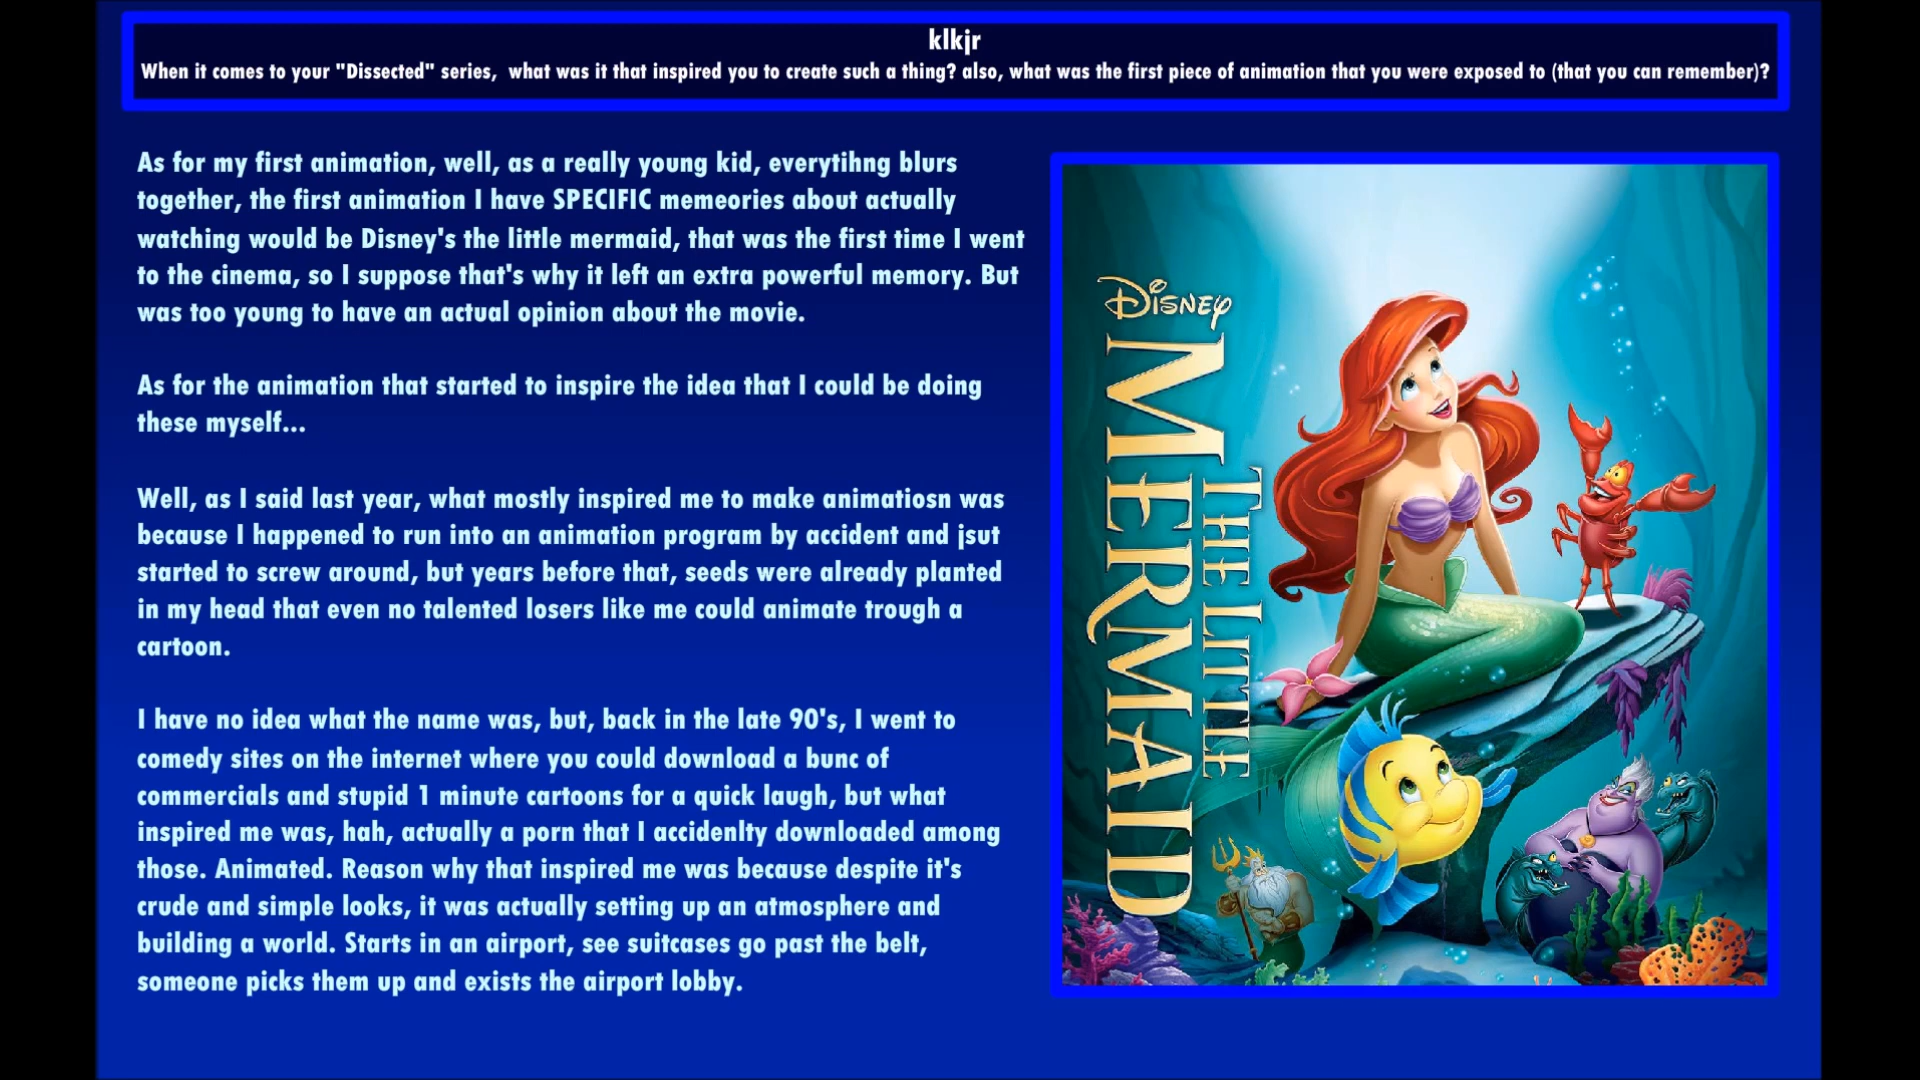 klkjr
When it comes to your "Dissected" series,  what was it that inspired you to create such a thing? also, what was the first piece of animation that you were exposed to (that you can remember)?
As for my first animation, well, as a really young kid, everytihng blurs
together, the first animation I have SPECIFIC memeories about actually
watching would be Disney's the little mermaid, that was the first time I went
to the cinema, so I suppose that's why it left an extra powerful memory. But
was too young to have an actual opinion about the movie.
As for the animation that started to inspire the idea that I could be doing
these myself...
Well, as I said last year, what mostly inspired me to make animatiosn was
because I happened to run into an animation program by accident and jsut
started to screw around, but years before that, seeds were already planted
in my head that even no talented losers like me could animate trough a
cartoon.
I have no idea what the name was, but, back in the late 90's, I went to
comedy sites on the internet where you could download a bunc of
commercials and stupid 1 minute cartoons for a quick laugh, but what
inspired me was, hah, actually a porn that I accidenlty downloaded among
those. Animated. Reason why that inspired me was because despite it's
crude and simple looks, it was actually setting up an atmosphere and
building a world. Starts in an airport, see suitcases go past the belt,
someone picks them up and exists the airport lobby.
DISNEY
THE LITTLE
MERMAID